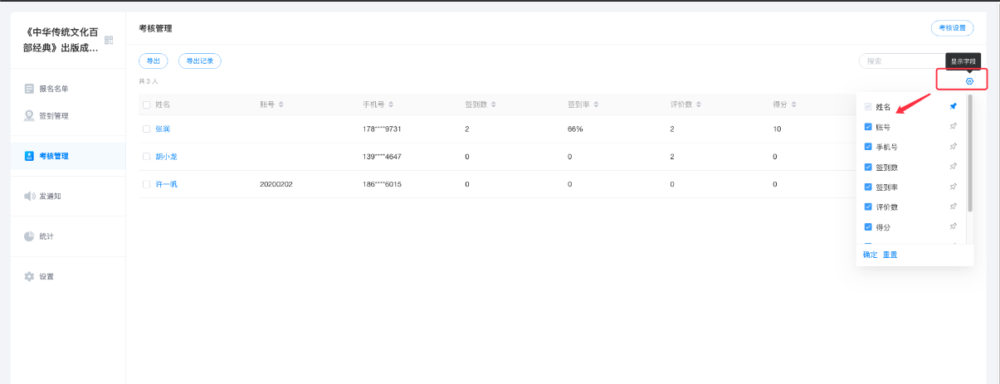 《中华传统文化百
部经典》出版成...
报名名单
签到管理
考核管理
发通知
统计
设置
考核管理
考核设置
导出
导出记录
搜索
显示字段
共 3 人
姓名 账号 手机号 签到数 签到率 评价数 得分
张润 178****9731 2 66% 2 10
胡小龙 139****4647 0 0 2 0
许一帆 20200202 186****6015 0 0 0 0
姓名
账号
手机号
签到数
签到率
评价数
得分
确定 重置